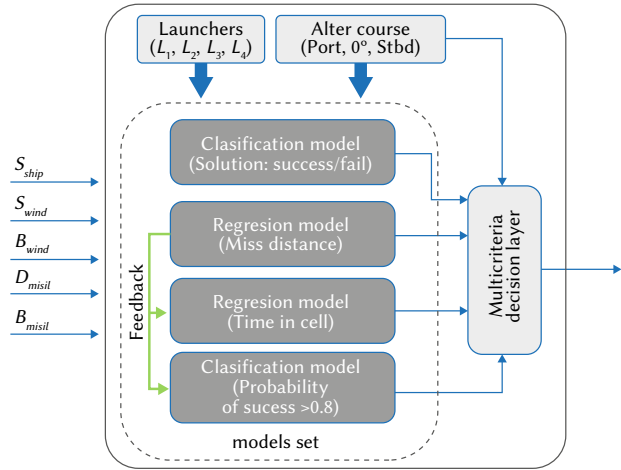 Launchers
(L1, L2, L3, L4)
Alter course
(Port, 0º, Stbd)
Clasification model
(Solution: success/fail)
Sship
Swind
Bwind
Dmisil
Bmisil
Regresion model
(Miss distance)
Feedback
Regresion model
(Time in cell)
Clasification model
(Probability
of sucess >0.8)
models set
Multicriteria
decision layer